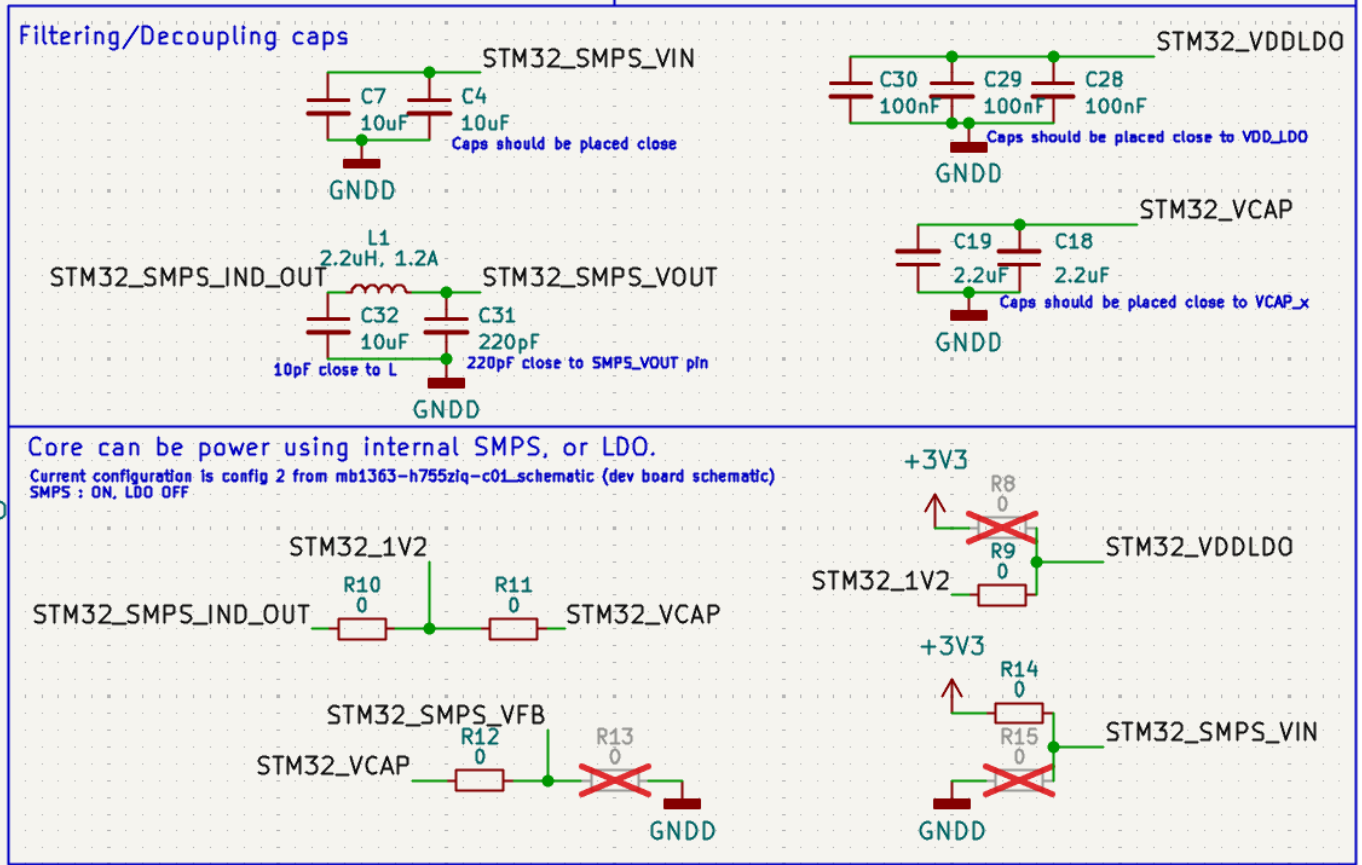 Filtering/Decoupling caps
STM32_SMPS_VIN
C7
10uF
C4
10uF
Caps should be placed close
GNDD
STM32_VDDLDO
C30
100nF
C29
100nF
C28
100nF
Caps should be placed close to VDD_LDO
GNDD
L1
2.2uH, 1.2A
STM32_SMPS_IND_OUT
STM32_SMPS_VOUT
C32
10uF
C31
220pF
10pF close to L
220pF close to SMPS_VOUT pin
GNDD
STM32_VCAP
C19
2.2uF
C18
2.2uF
Caps should be placed close to VCAP_x
GNDD
Core can be power using internal SMPS, or LDO.
Current configuration is config 2 from mb1363-h755ziq-c01_schematic (dev board schematic)
SMPS : ON, LDO OFF
STM32_1V2
R10
0
R11
0
STM32_SMPS_IND_OUT
STM32_VCAP
+3V3
R8
0
R9
0
STM32_1V2
STM32_VDDLDO
STM32_SMPS_VFB
R12
0
R13
0
STM32_VCAP
GNDD
+3V3
R14
0
R15
0
STM32_SMPS_VIN
GNDD